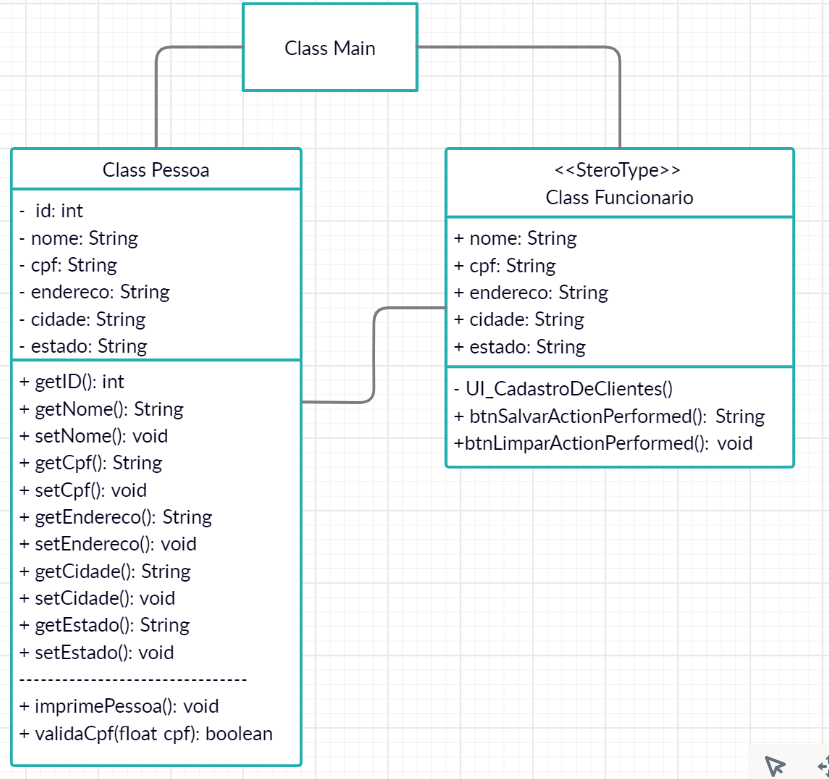 Class Main
Class Pessoa
- id: int
- nome: String
- cpf: String
- endereco: String
- cidade: String
- estado: String
+ getID(): int
+ getNome(): String
+ setNome(): void
+ getCpf(): String
+ setCpf(): void
+ getEndereco(): String
+ setEndereco(): void
+ getCidade(): String
+ setCidade(): void
+ getEstado(): String
+ setEstado(): void
--------------------------------
+ imprimePessoa(): void
+ validaCpf(float cpf): boolean
<<SteroType>>
Class Funcionario
+ nome: String
+ cpf: String
+ endereco: String
+ cidade: String
+ estado: String
- UI_CadastroDeClientes()
+ btnSalvarActionPerformed(): String
+btnLimparActionPerformed(): void